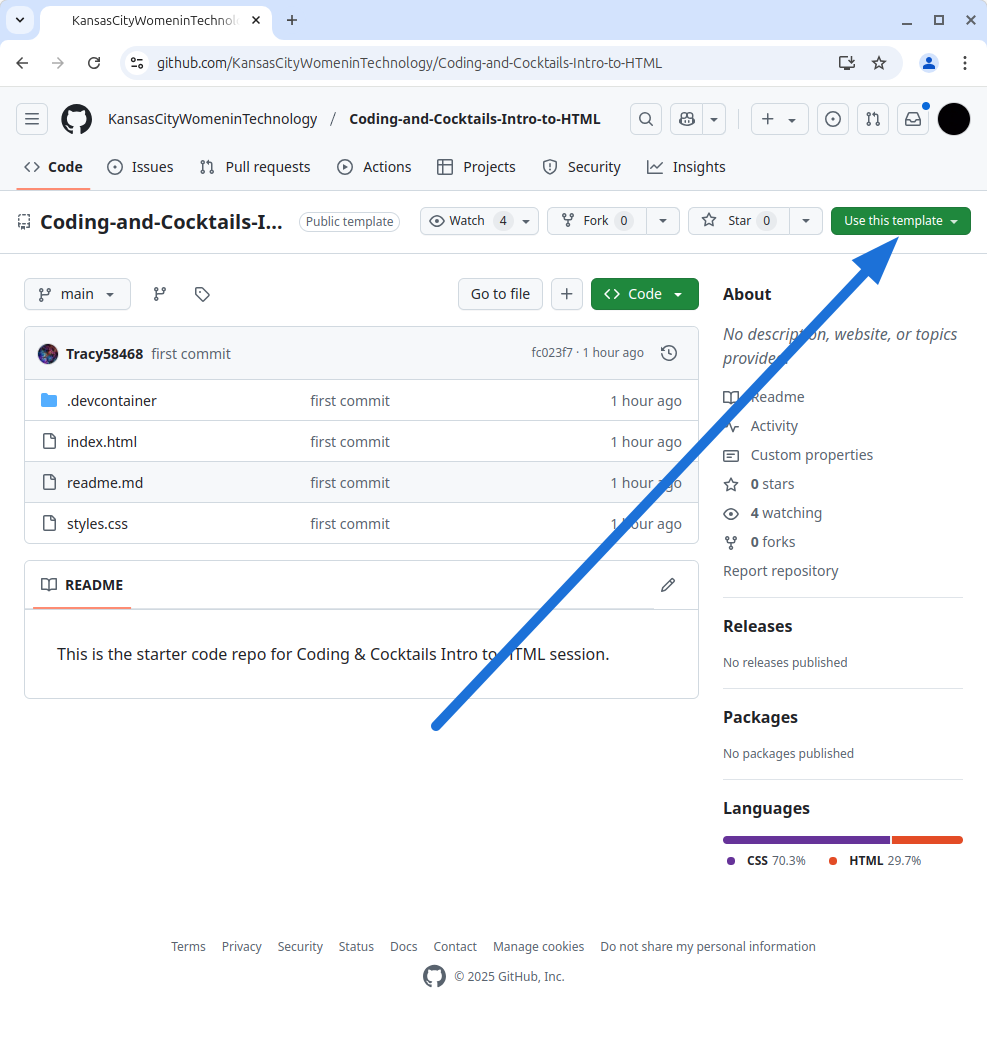 KansasCityWomeninTechnol
github.com/KansasCityWomeninTechnology/Coding-and-Cocktails-Intro-to-HTML
KansasCityWomeninTechnology / Coding-and-Cocktails-Intro-to-HTML
Code Issues Pull requests Actions Projects Security Insights
Coding-and-Cocktails-I... Public template Watch 4 Fork 0 Star 0 Use this template
main Go to file Code
Tracy58468 first commit fc023f7 · 1 hour ago
.devcontainer first commit 1 hour ago
index.html first commit 1 hour ago
readme.md first commit 1 hour ago
styles.css first commit 1 hour ago
README
This is the starter code repo for Coding & Cocktails Intro to HTML session.
About
No description, website, or topics
provided.
Readme
Activity
Custom properties
0 stars
4 watching
0 forks
Report repository
Releases
No releases published
Packages
No packages published
Languages
CSS 70.3% HTML 29.7%
Terms Privacy Security Status Docs Contact Manage cookies Do not share my personal information
© 2025 GitHub, Inc.